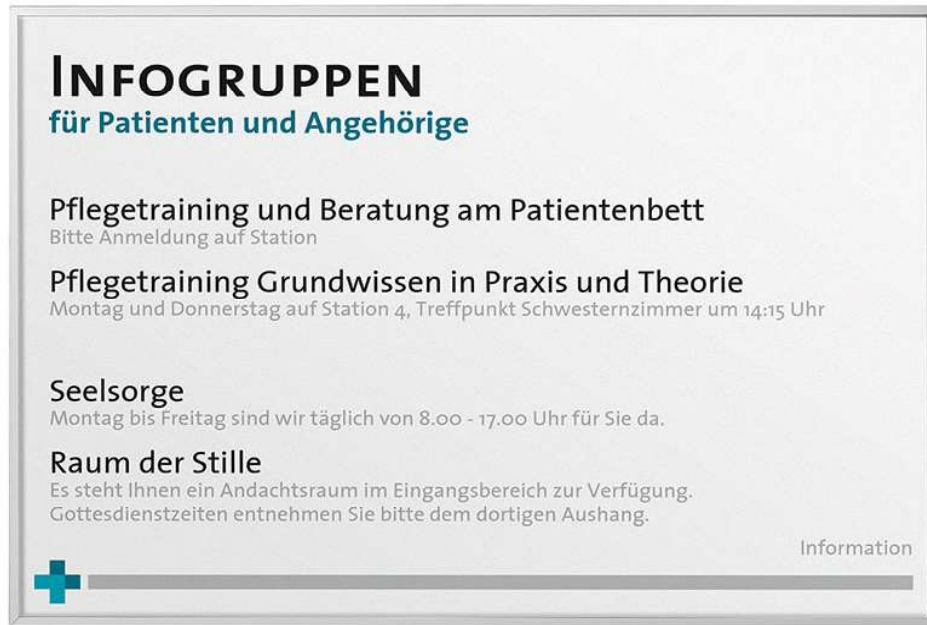 INFOGRUPPEN
für Patienten und Angehörige
Pflegetraining und Beratung am Patientenbett
Bitte Anmeldung auf Station
Pflegetraining Grundwissen in Praxis und Theorie
Montag und Donnerstag auf Station 4, Treffpunkt Schwesternzimmer um 14:15 Uhr
Seelsorge
Montag bis Freitag sind wir täglich von 8.00 - 17.00 Uhr für Sie da.
Raum der Stille
Es steht Ihnen ein Andachtsraum im Eingangsbereich zur Verfügung.
Gottesdienstzeiten entnehmen Sie bitte dem dortigen Aushang.
Information